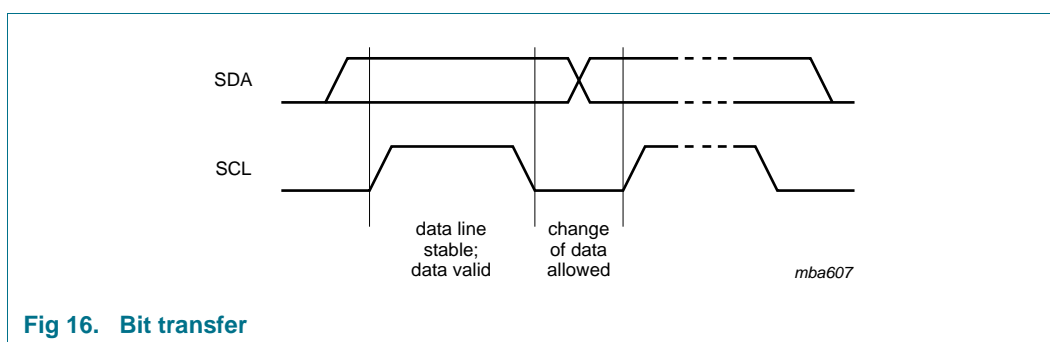 SDA
SCL
data line
stable;
data valid
change
of data
allowed
mba607
Fig 16. Bit transfer